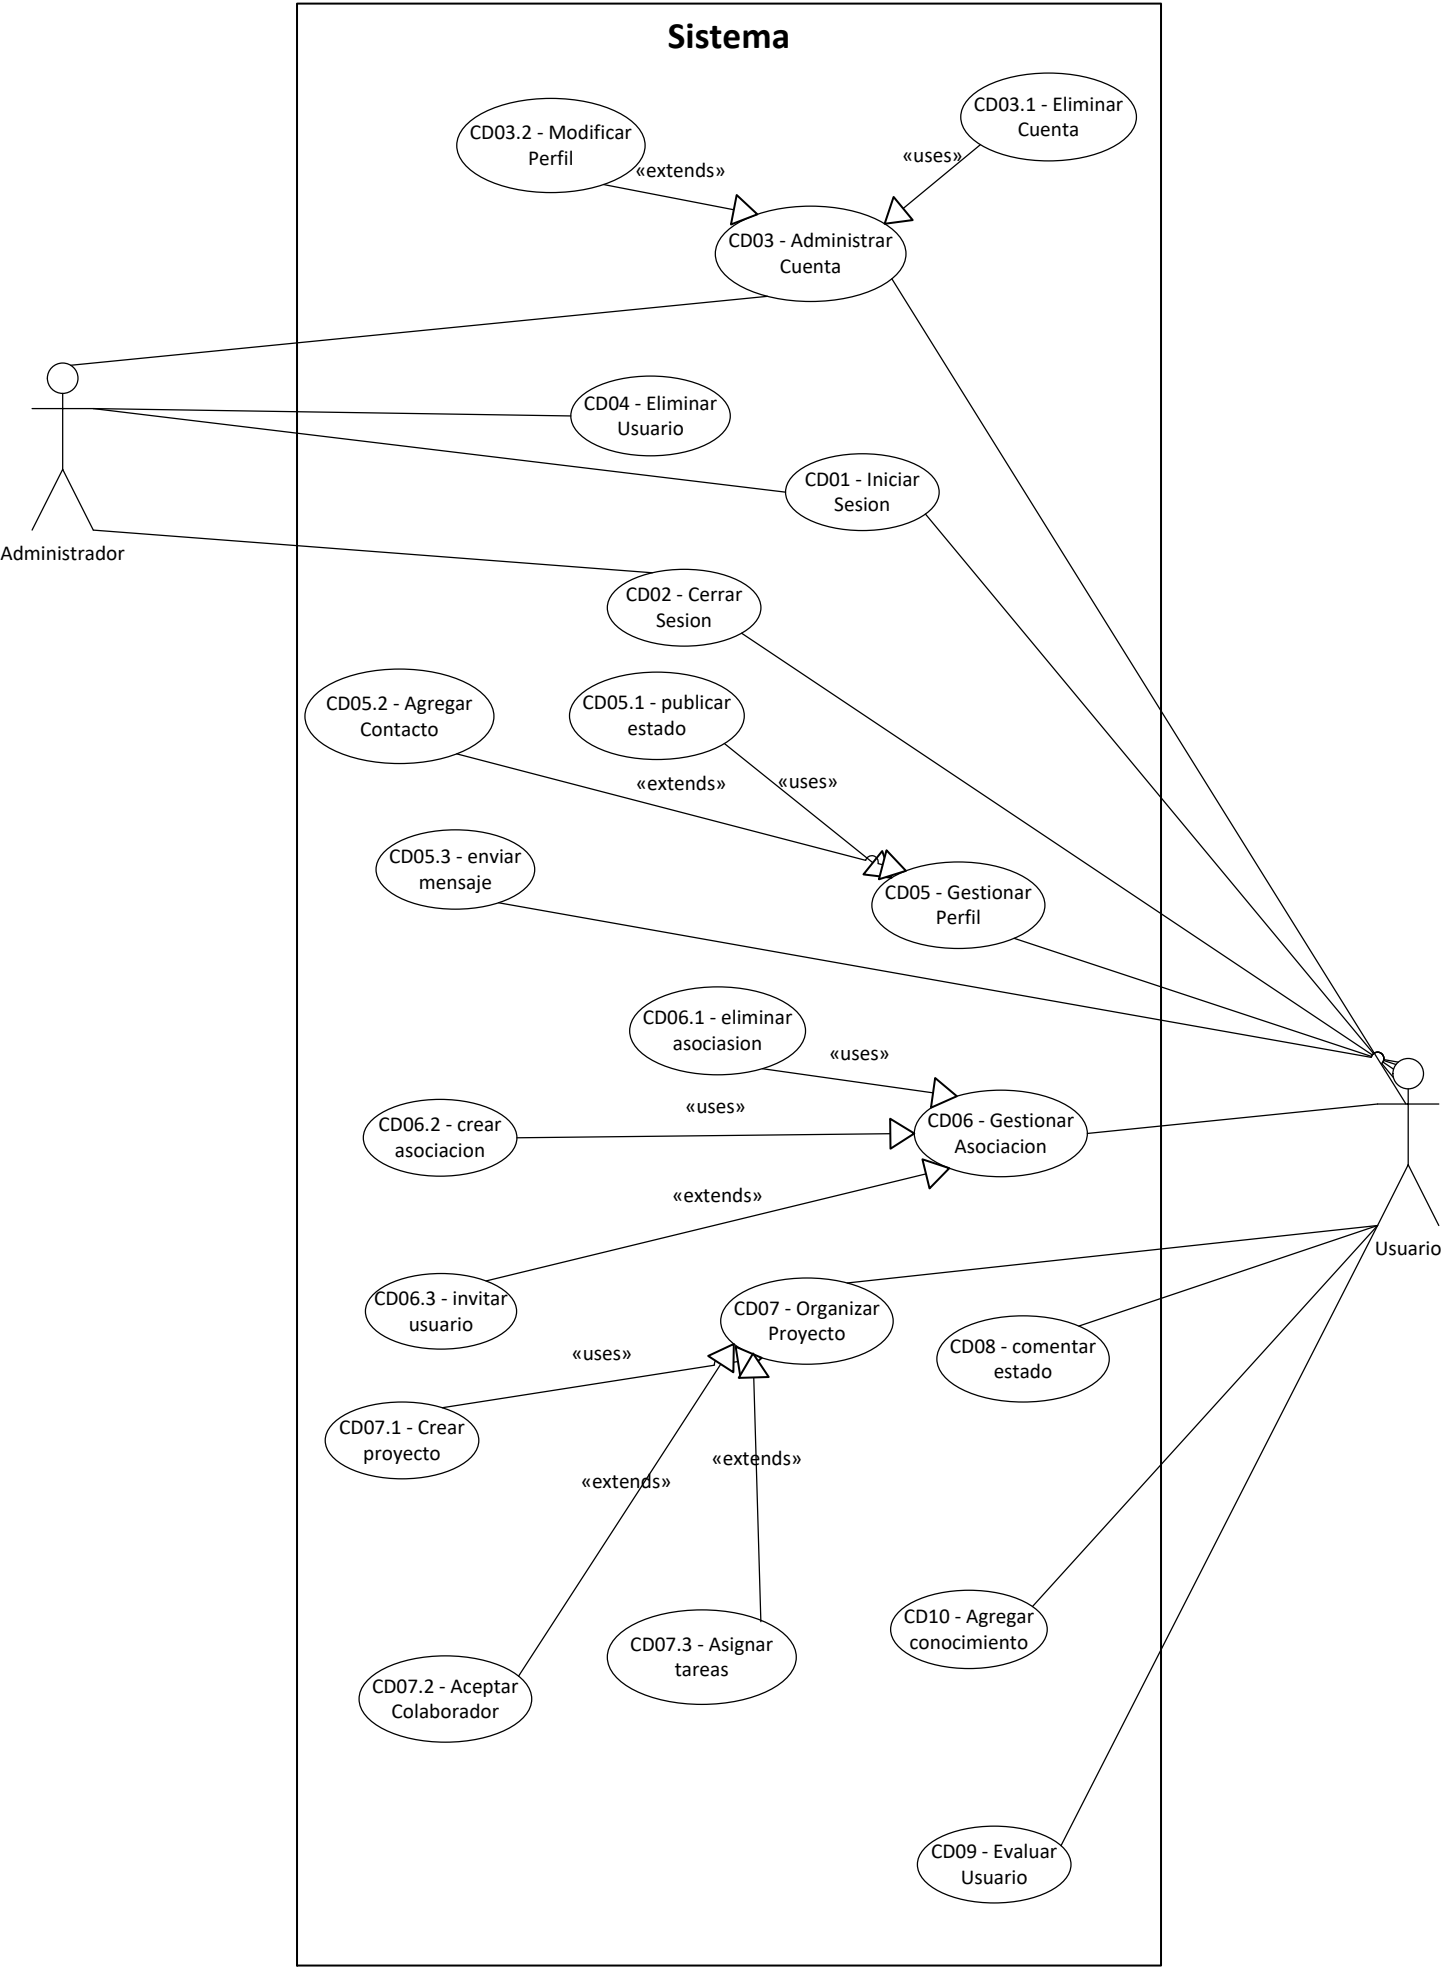 Sistema
CD03.1 - Eliminar
Cuenta
CD03.2 - Modificar
Perfil
«uses»
«extends»
CD03 - Administrar
Cuenta
CD04 - Eliminar
Usuario
CD01 - Iniciar
Sesion
Administrador
CD02 - Cerrar
Sesion
CD05.2 - Agregar
Contacto
CD05.1 - publicar
estado
«extends»
«uses»
CD05.3 - enviar
mensaje
CD05 - Gestionar
Perfil
CD06.1 - eliminar
asociasion
«uses»
«uses»
CD06.2 - crear
asociacion
CD06 - Gestionar
Asociacion
«extends»
Usuario
CD06.3 - invitar
usuario
CD07 - Organizar
Proyecto
CD08 - comentar
estado
«uses»
CD07.1 - Crear
proyecto
«extends»
«extends»
CD10 - Agregar
conocimiento
CD07.3 - Asignar
tareas
CD07.2 - Aceptar
Colaborador
CD09 - Evaluar
Usuario